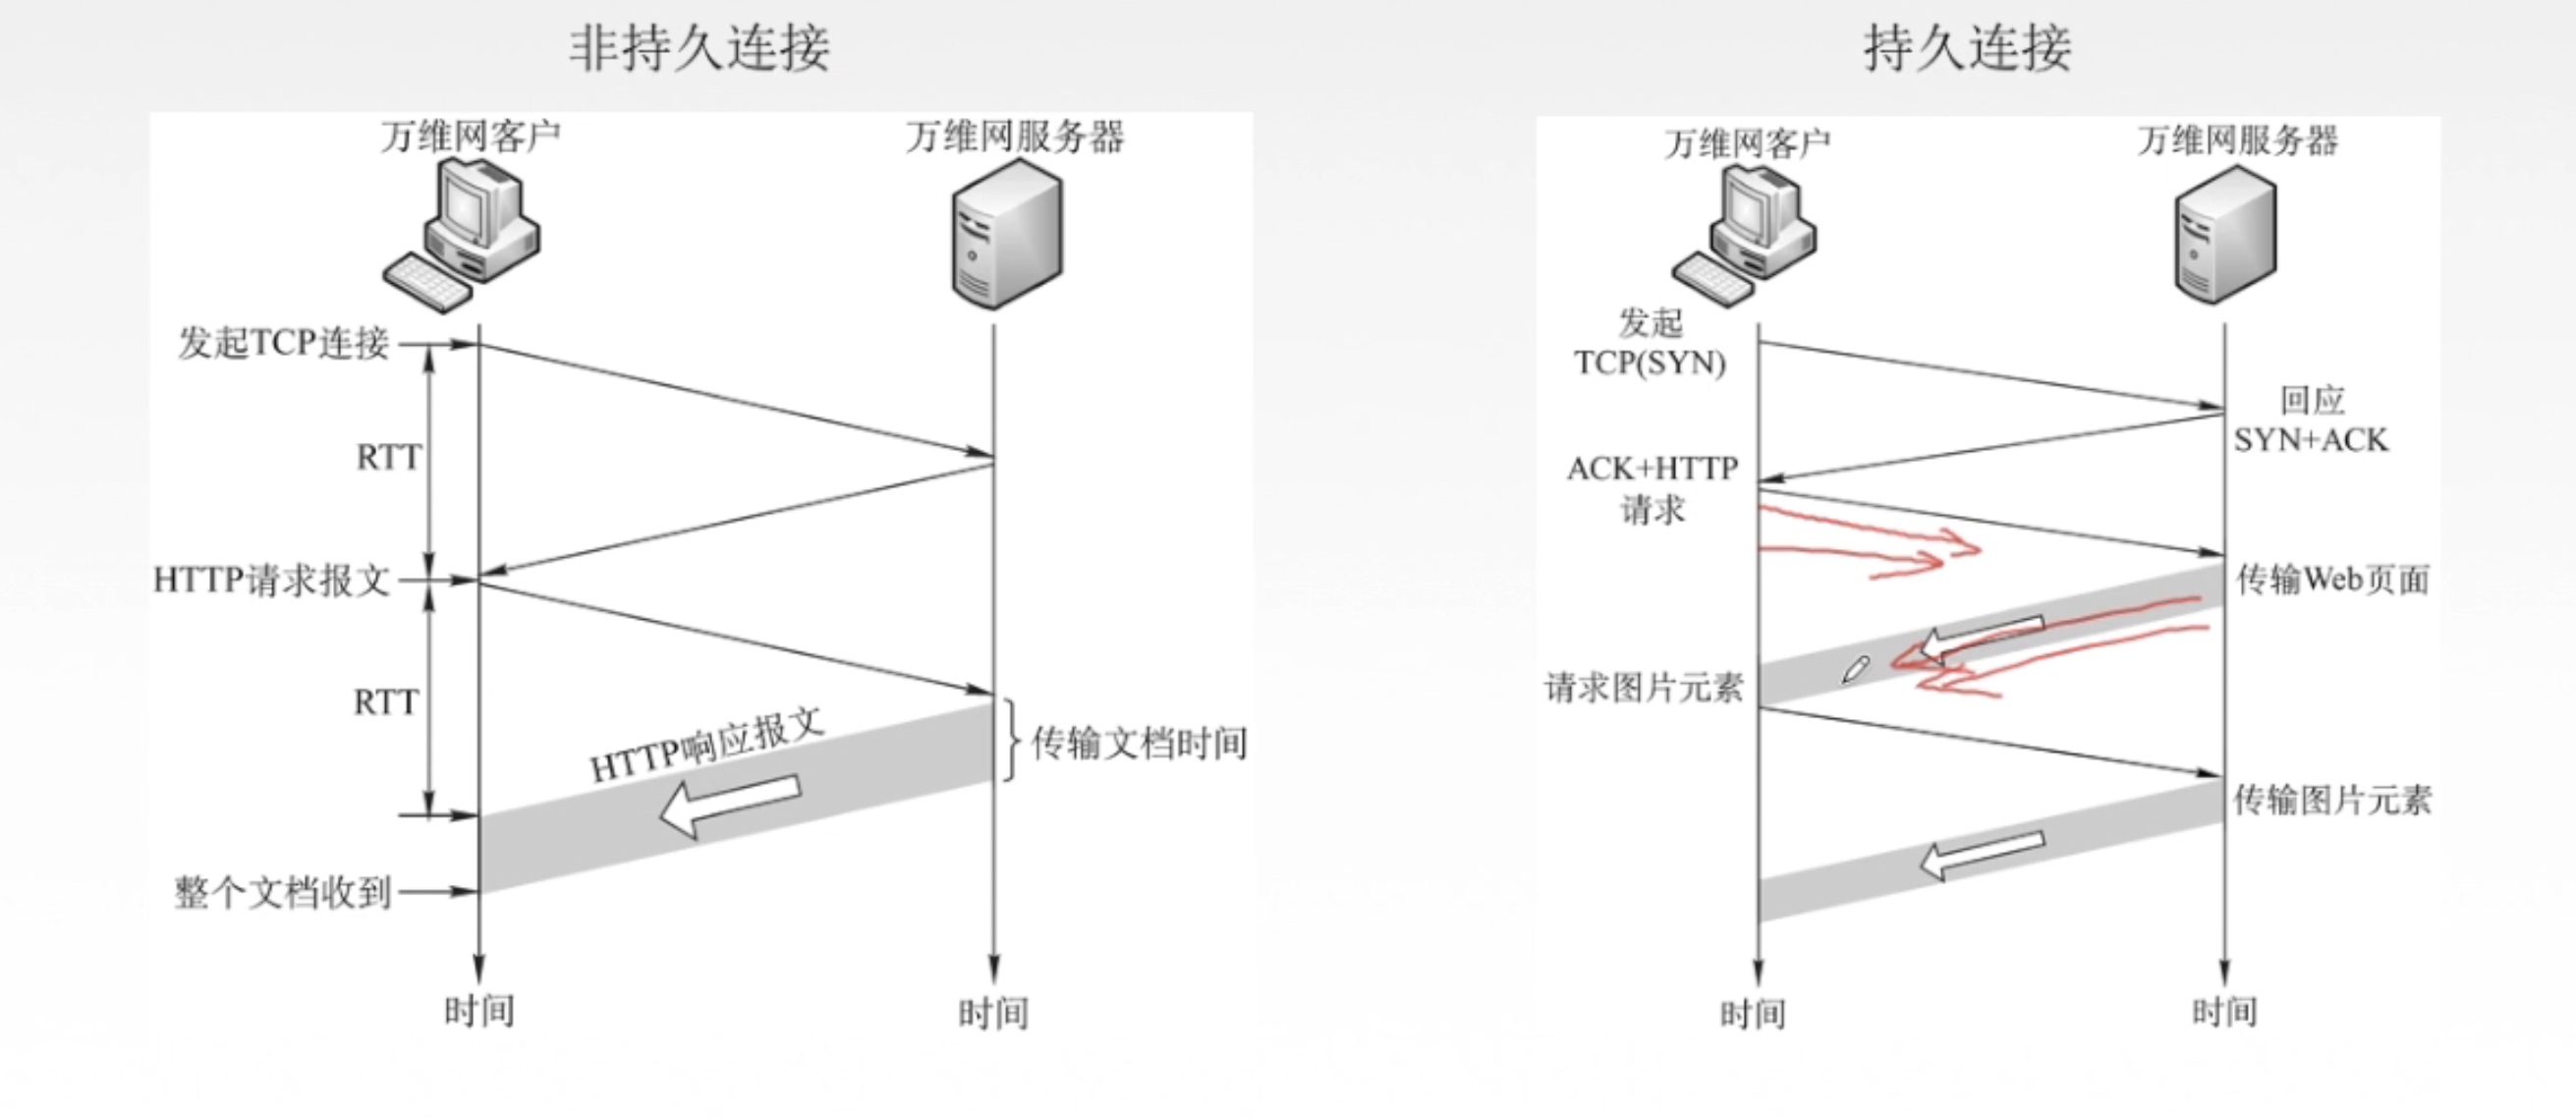 非持久连接
万维网客户
万维网服务器
发起TCP连接
RTT
HTTP请求报文
RTT
HTTP响应报文
传输文档时间
整个文档收到
时间
时间
持久连接
万维网客户
万维网服务器
发起
TCP(SYN)
回应
SYN+ACK
ACK+HTTP
请求
传输Web页面
请求图片元素
传输图片元素
时间
时间